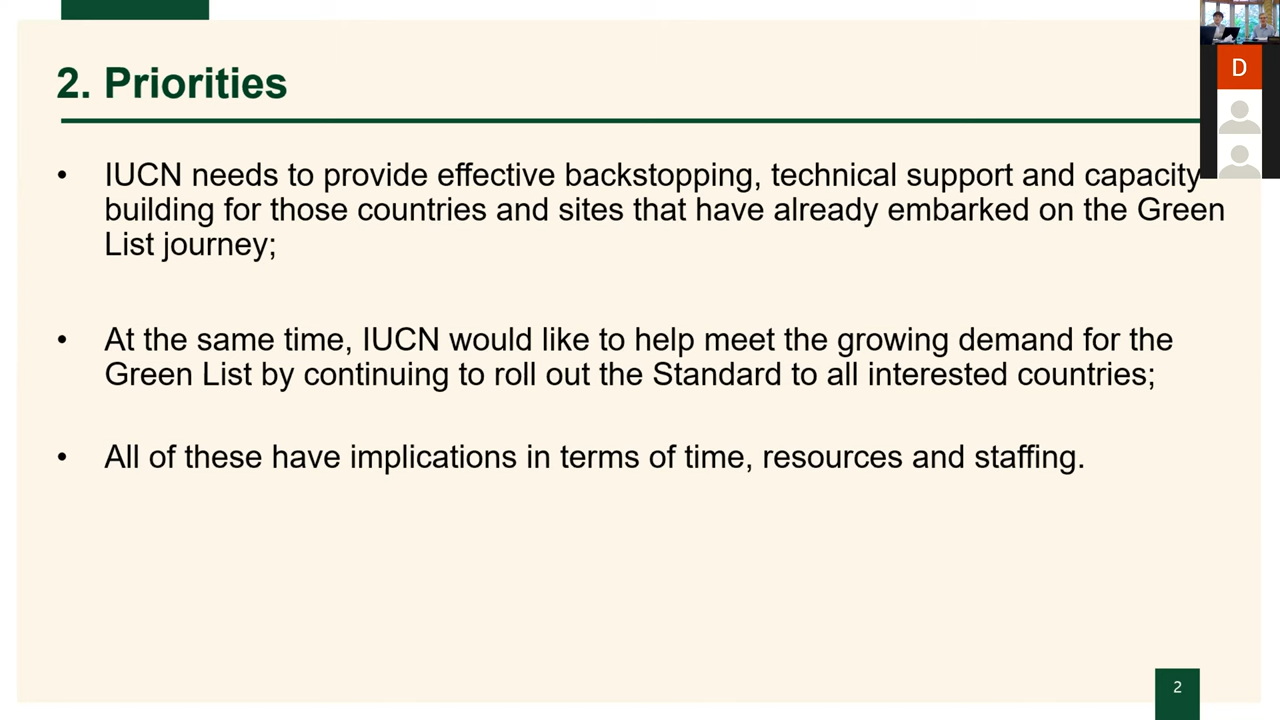 2. Priorities
D
• IUCN needs to provide effective backstopping, technical support and capacity
building for those countries and sites that have already embarked on the Green
List journey;
• At the same time, IUCN would like to help meet the growing demand for the
Green List by continuing to roll out the Standard to all interested countries;
• All of these have implications in terms of time, resources and staffing.
2